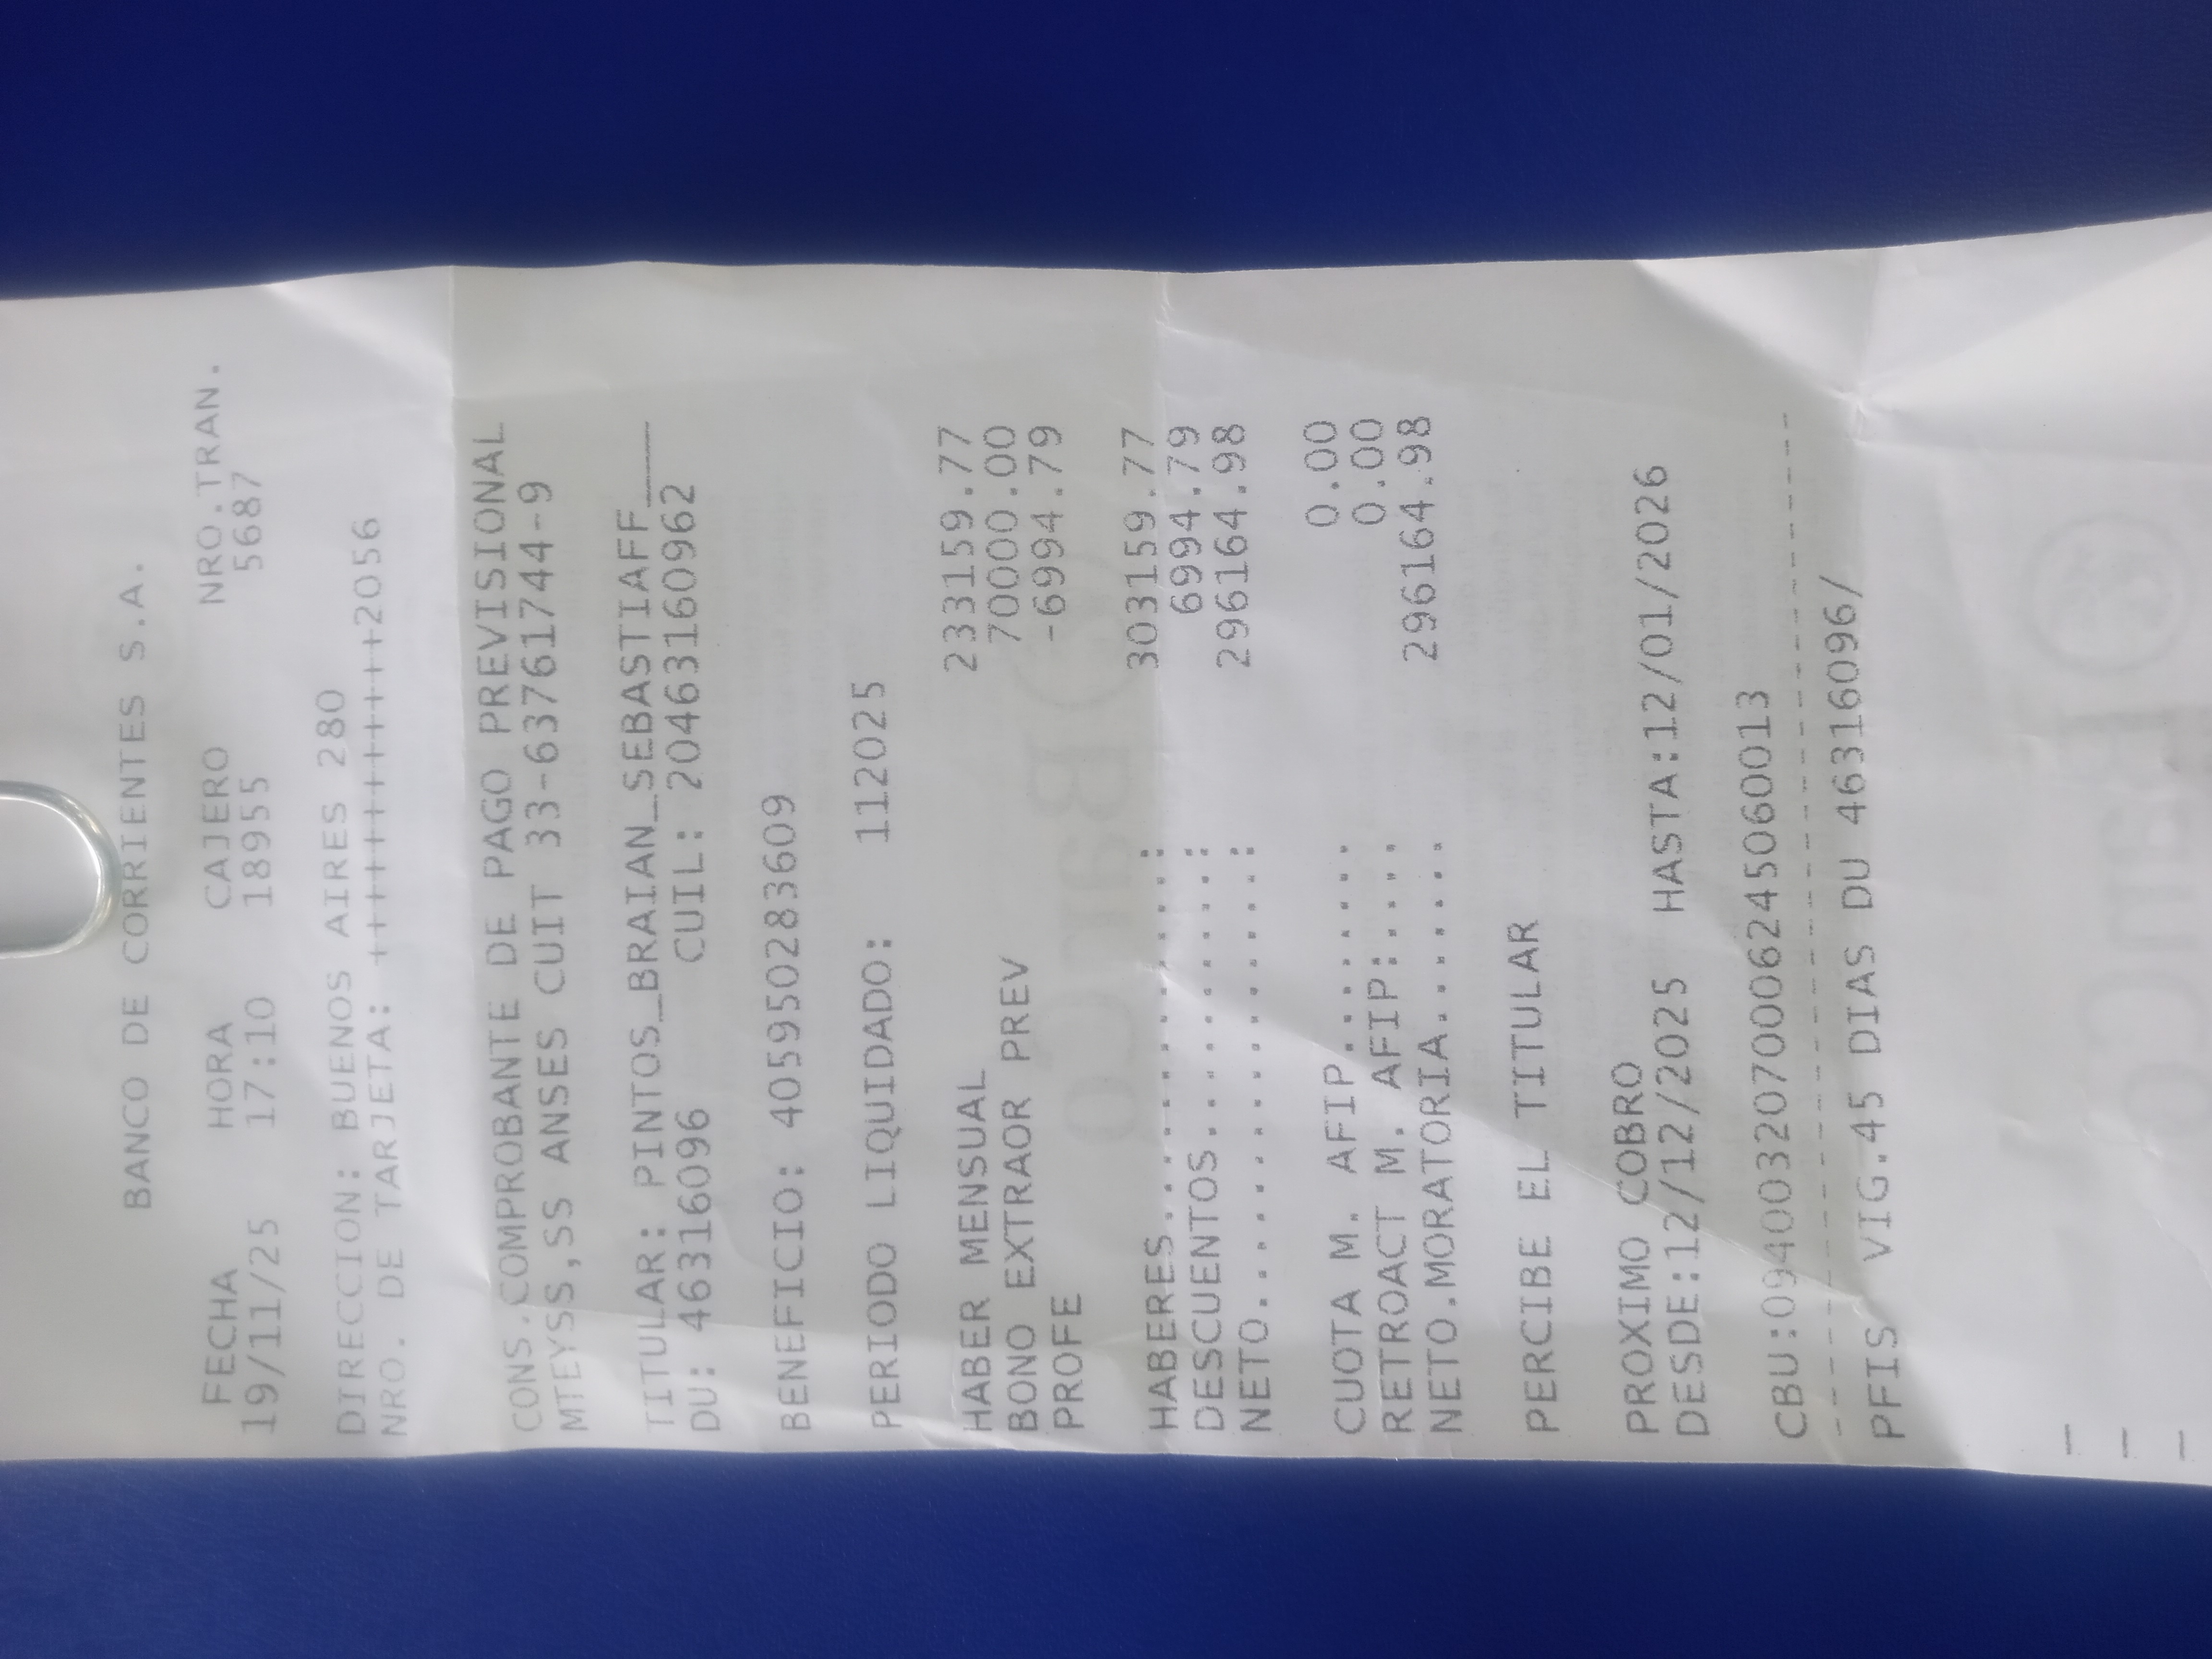 BANCO DE CORRIENTES S.A.
FECHA HORA CAJERO NRO.TRAN.
19/11/25 17:10 18955 5687
DIRECCION: BUENOS AIRES 280
NRO. DE TARJETA: ++++++++++++2056
CONS.COMPROBANTE DE PAGO PREVISIONAL
MTEYSS,SS ANSES CUIT 33-63761744-9
TITULAR: PINTOS_BRAIAN_SEBASTIAFF____
DU: 46316096 CUIL: 20463160962
BENEFICIO: 405950283609
PERIODO LIQUIDADO: 112025
HABER MENSUAL 233159.77
BONO EXTRAOR PREV 70000.00
PROFE -6994.79
HABERES..................: 303159.77
DESCUENTOS...............: 6994.79
NETO.....................: 296164.98
CUOTA M. AFIP.......... 0.00
RETROACT M. AFIP:..... 0.00
NETO.MORATORIA........ 296164.98
PERCIBE EL TITULAR
PROXIMO COBRO
DESDE:12/12/2025 HASTA:12/01/2026
CBU:0940032070006245060013
------------------------------------
PFIS VIG.45 DIAS DU 46316096/